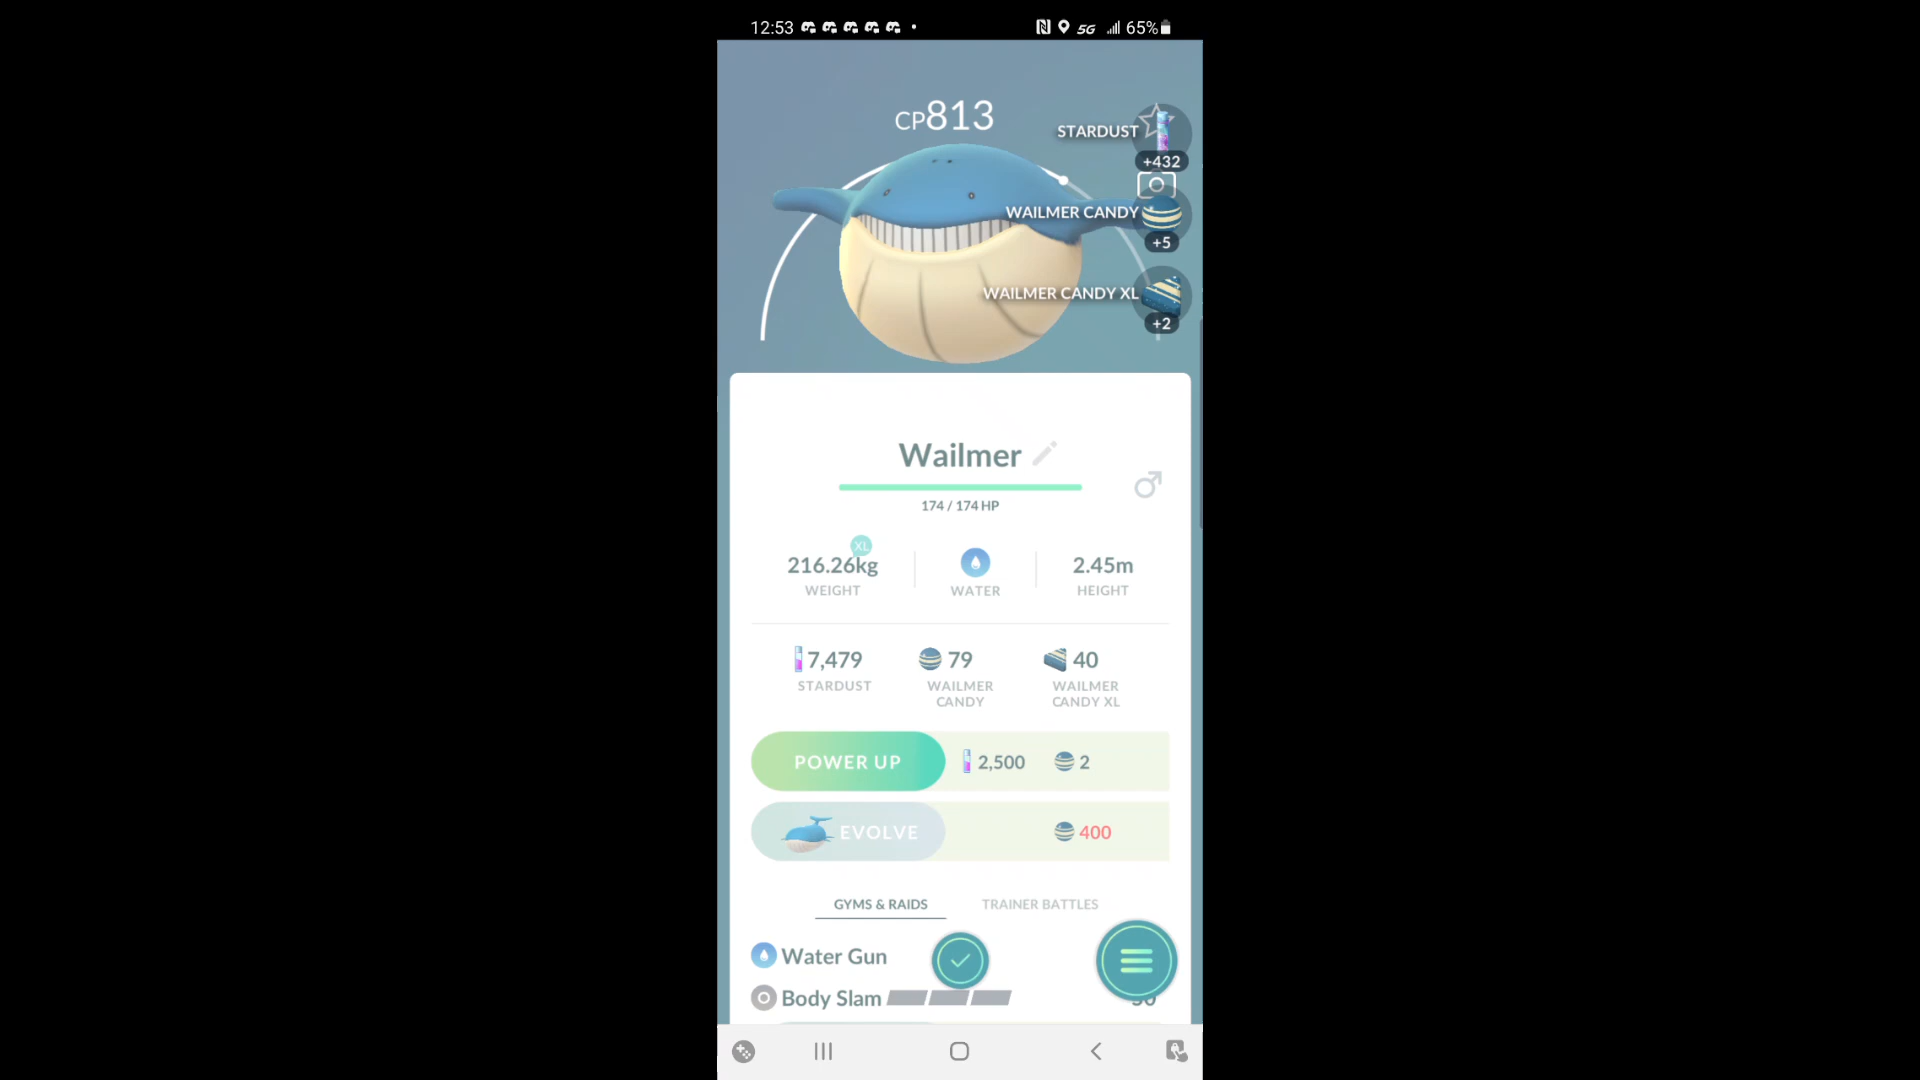 12:53 5G 65%
CP813
STARDUST
+432
WAILMER CANDY
+5
WAILMER CANDY XL
+2
Wailmer
174 / 174 HP
XL
216.26kg
WEIGHT
WATER
2.45m
HEIGHT
7,479
STARDUST
79
WAILMER
CANDY
40
WAILMER
CANDY XL
POWER UP 2,500 2
EVOLVE 400
GYMS & RAIDS TRAINER BATTLES
Water Gun
Body Slam